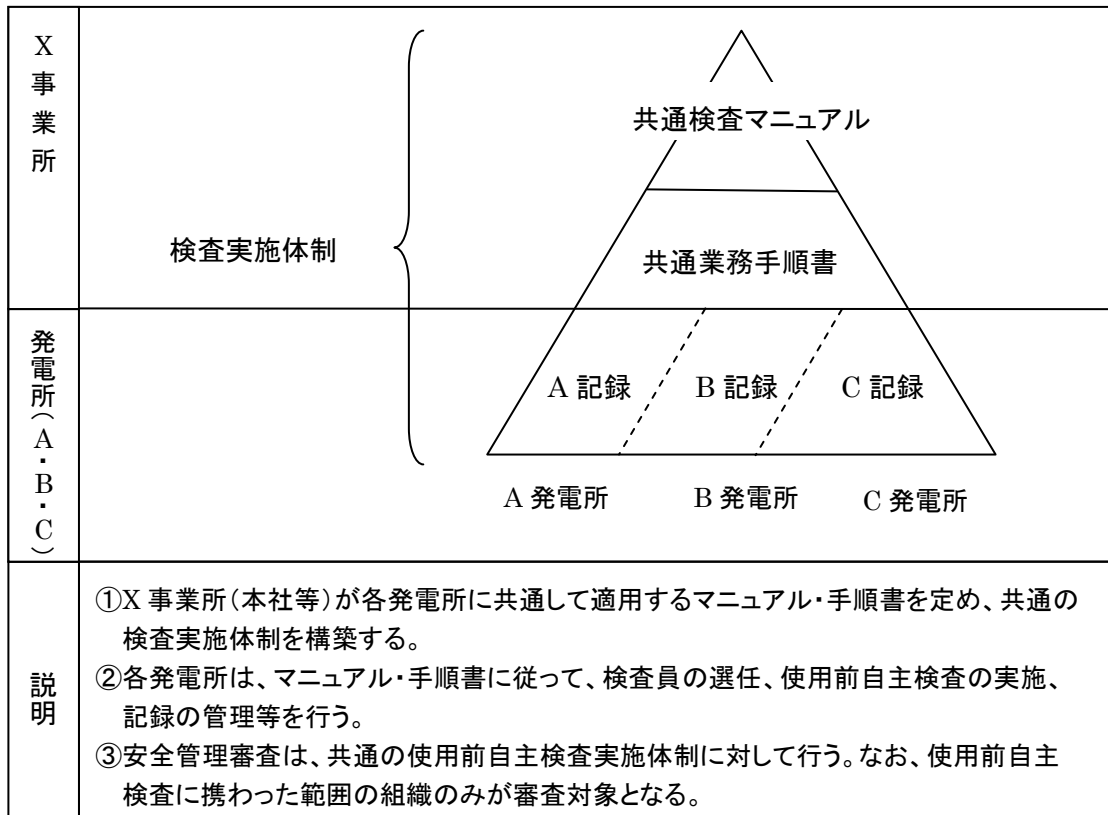 X事業所
共通検査マニュアル
検査実施体制
共通業務手順書
発電所（A・B・C）
A 記録
B 記録
C 記録
A 発電所
B 発電所
C 発電所
説明
①X 事業所（本社等）が各発電所に共通して適用するマニュアル・手順書を定め、共通の
検査実施体制を構築する。
②各発電所は、マニュアル・手順書に従って、検査員の選任、使用前自主検査の実施、
記録の管理等を行う。
③安全管理審査は、共通の使用前自主検査実施体制に対して行う。なお、使用前自主
検査に携わった範囲の組織のみが審査対象となる。